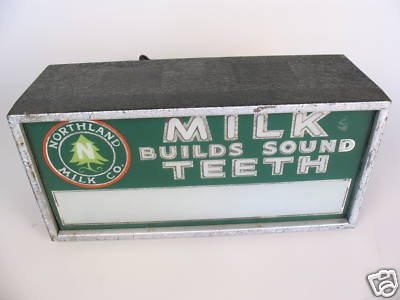 NORTHLAND
N
MILK CO.
MILK
BUILDS SOUND
TEETH